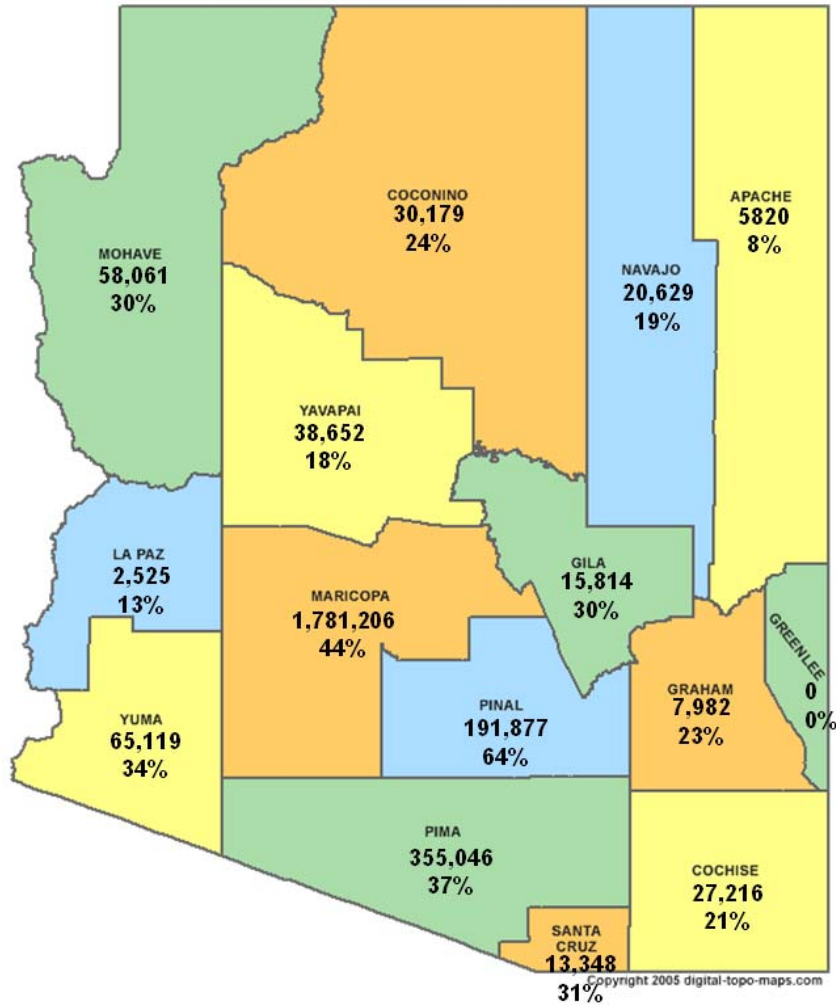 COCONINO
30,179
24%
APACHE
5820
8%
MOHAVE
58,061
30%
NAVAJO
20,629
19%
YAVAPAI
38,652
18%
LA PAZ
2,525
13%
MARICOPA
1,781,206
44%
GILA
15,814
30%
GREENLEE
0
0%
YUMA
65,119
34%
PINAL
191,877
64%
GRAHAM
7,982
23%
PIMA
355,046
37%
COCHISE
27,216
21%
SANTA
CRUZ
13,348
31%
Copyright 2005 digital-topo-maps.com